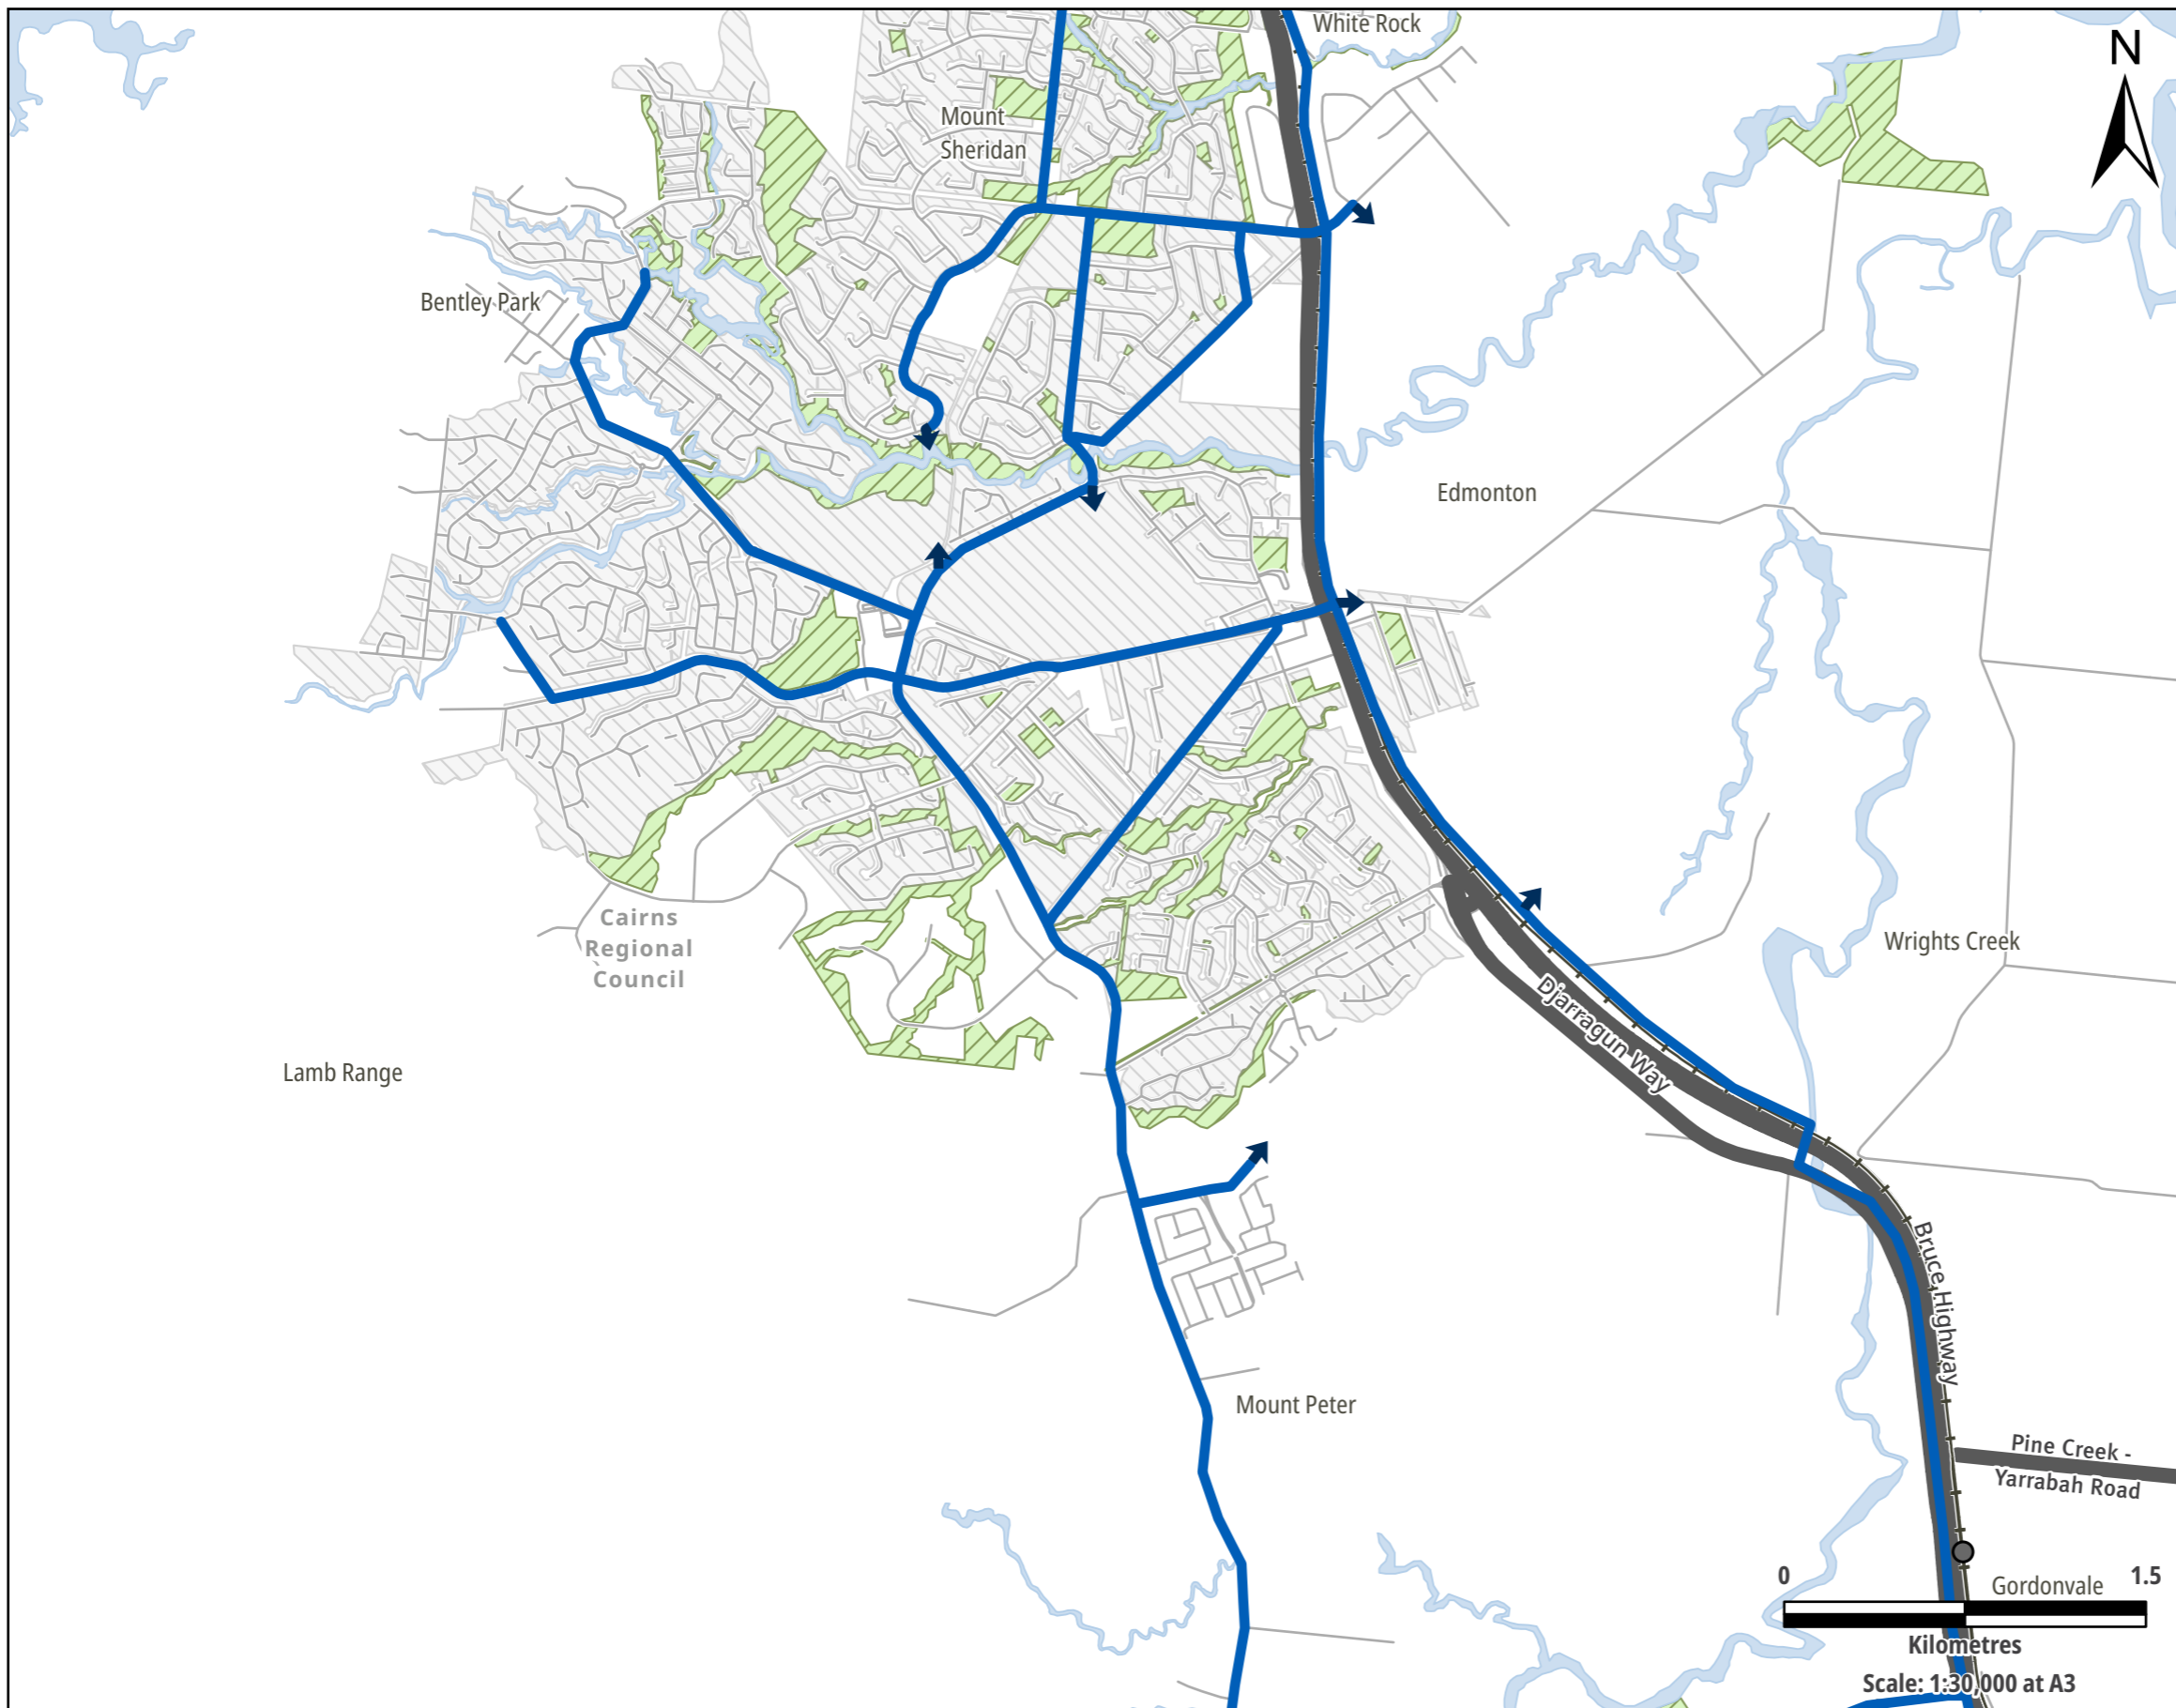 White Rock
N
Mount
Sheridan
Bentley Park
Edmonton
Cairns
Regional
Council
Wrights Creek
Djarragun Way
Lamb Range
Bruce Highway
Mount Peter
Pine Creek -
Yarrabah Road
0
1.5
Gordonvale
Kilometres
Scale: 1:30,000 at A3